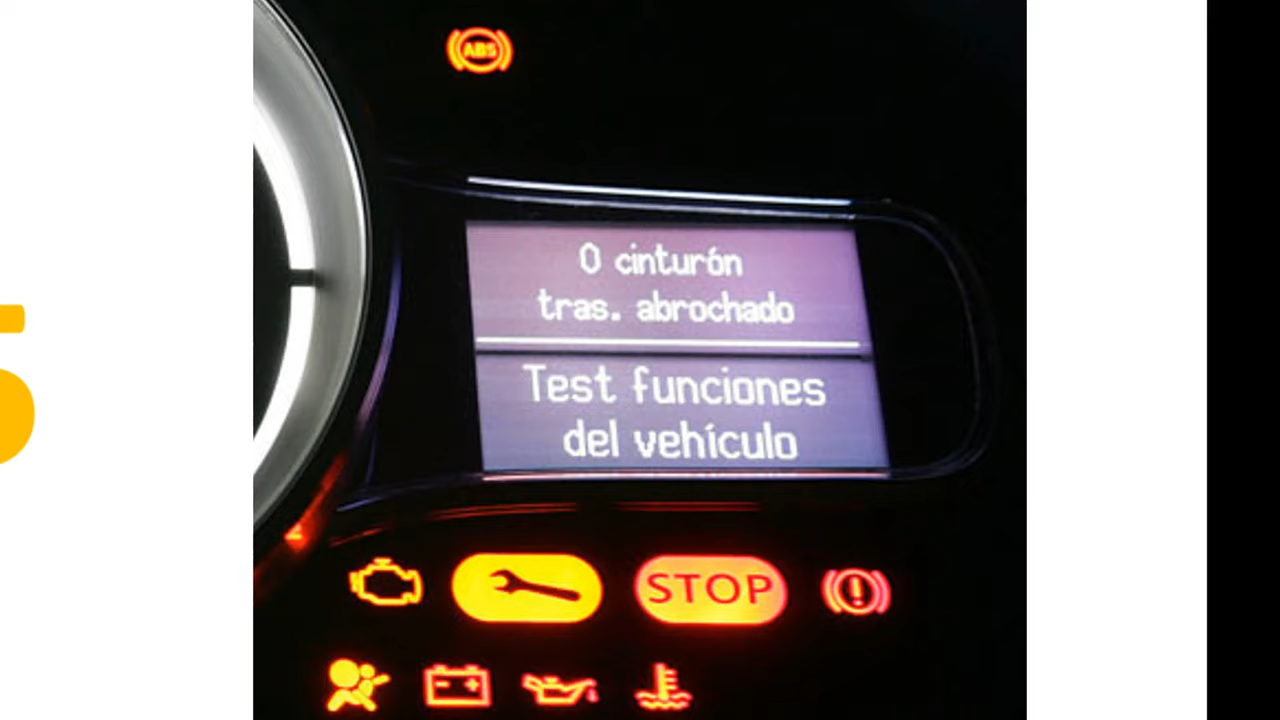 ABS
0 cinturón
tras. abrochado
Test funciones
del vehículo
STOP